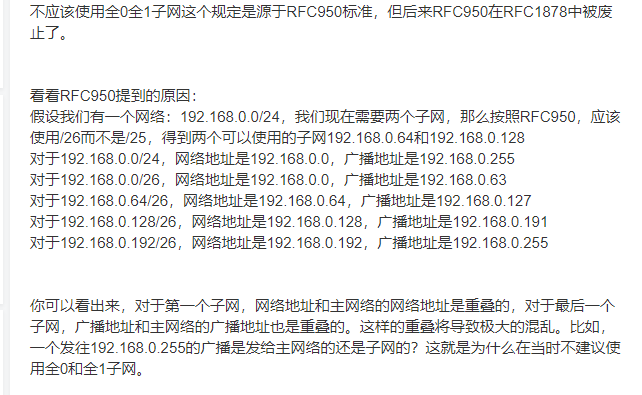 不应该使用全0全1子网这个规定是源于RFC950标准，但后来RFC950在RFC1878中被废
止了。
看看RFC950提到的原因：
假设我们有一个网络：192.168.0.0/24，我们现在需要两个子网，那么按照RFC950，应该
使用/26而不是/25，得到两个可以使用的子网192.168.0.64和192.168.0.128
对于192.168.0.0/24，网络地址是192.168.0.0，广播地址是192.168.0.255
对于192.168.0.0/26，网络地址是192.168.0.0，广播地址是192.168.0.63
对于192.168.0.64/26，网络地址是192.168.0.64，广播地址是192.168.0.127
对于192.168.0.128/26，网络地址是192.168.0.128，广播地址是192.168.0.191
对于192.168.0.192/26，网络地址是192.168.0.192，广播地址是192.168.0.255
你可以看出来，对于第一个子网，网络地址和主网络的网络地址是重叠的，对于最后一个
子网，广播地址和主网络的广播地址也是重叠的。这样的重叠将导致极大的混乱。比如，
一个发往192.168.0.255的广播是发给主网络的还是子网的？这就是为什么在当时不建议使
用全0和全1子网。